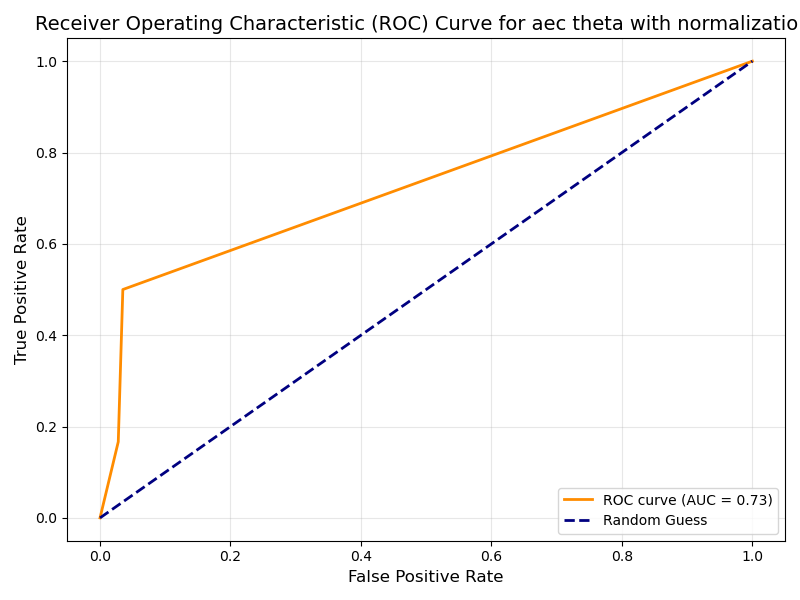 Receiver Operating Characteristic (ROC) Curve for aec theta with normalizatio
1.0
0.8
0.6
0.4
0.2
0.0
True Positive Rate
0.0 0.2 0.4 0.6 0.8 1.0
False Positive Rate
ROC curve (AUC = 0.73)
Random Guess